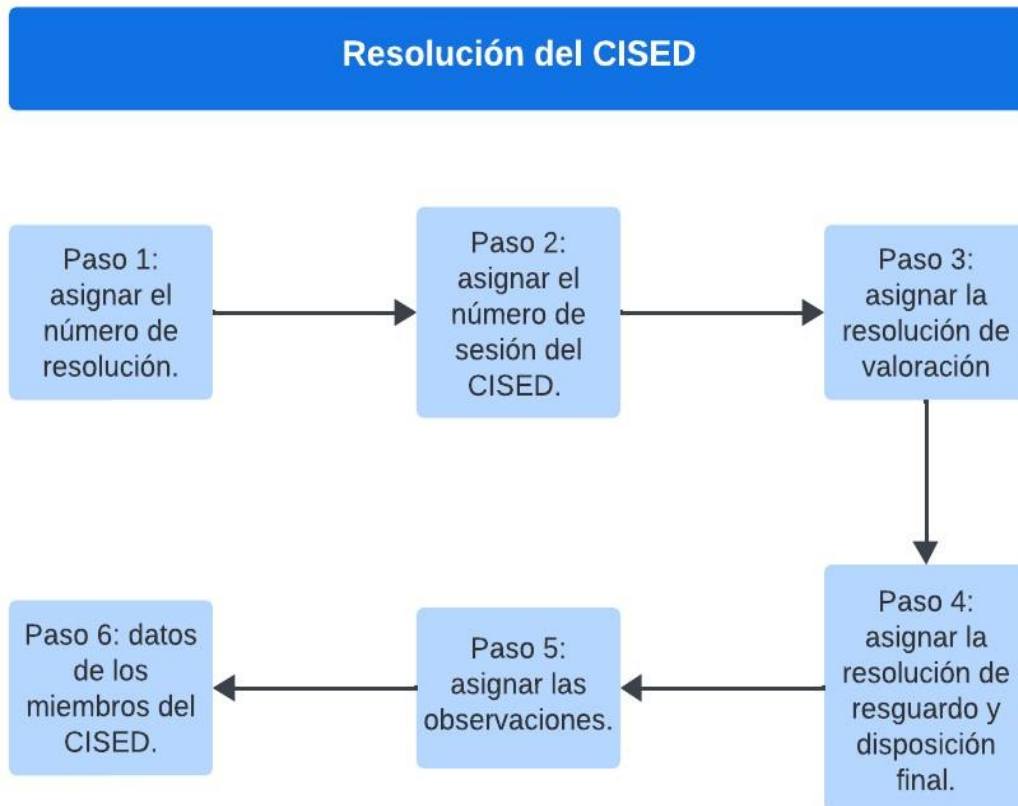 Resolución del CISED
Paso 1:
asignar el
número de
resolución.
Paso 2:
asignar el
número de
sesión del
CISED.
Paso 3:
asignar la
resolución de
valoración
Paso 4:
asignar la
resolución de
resguardo y
disposición
final.
Paso 5:
asignar las
observaciones.
Paso 6: datos
de los
miembros del
CISED.